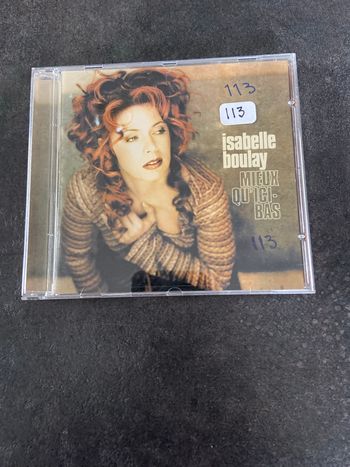 113
113
isabelle
boulay
MIEUX
QU'ICI-
BAS
113